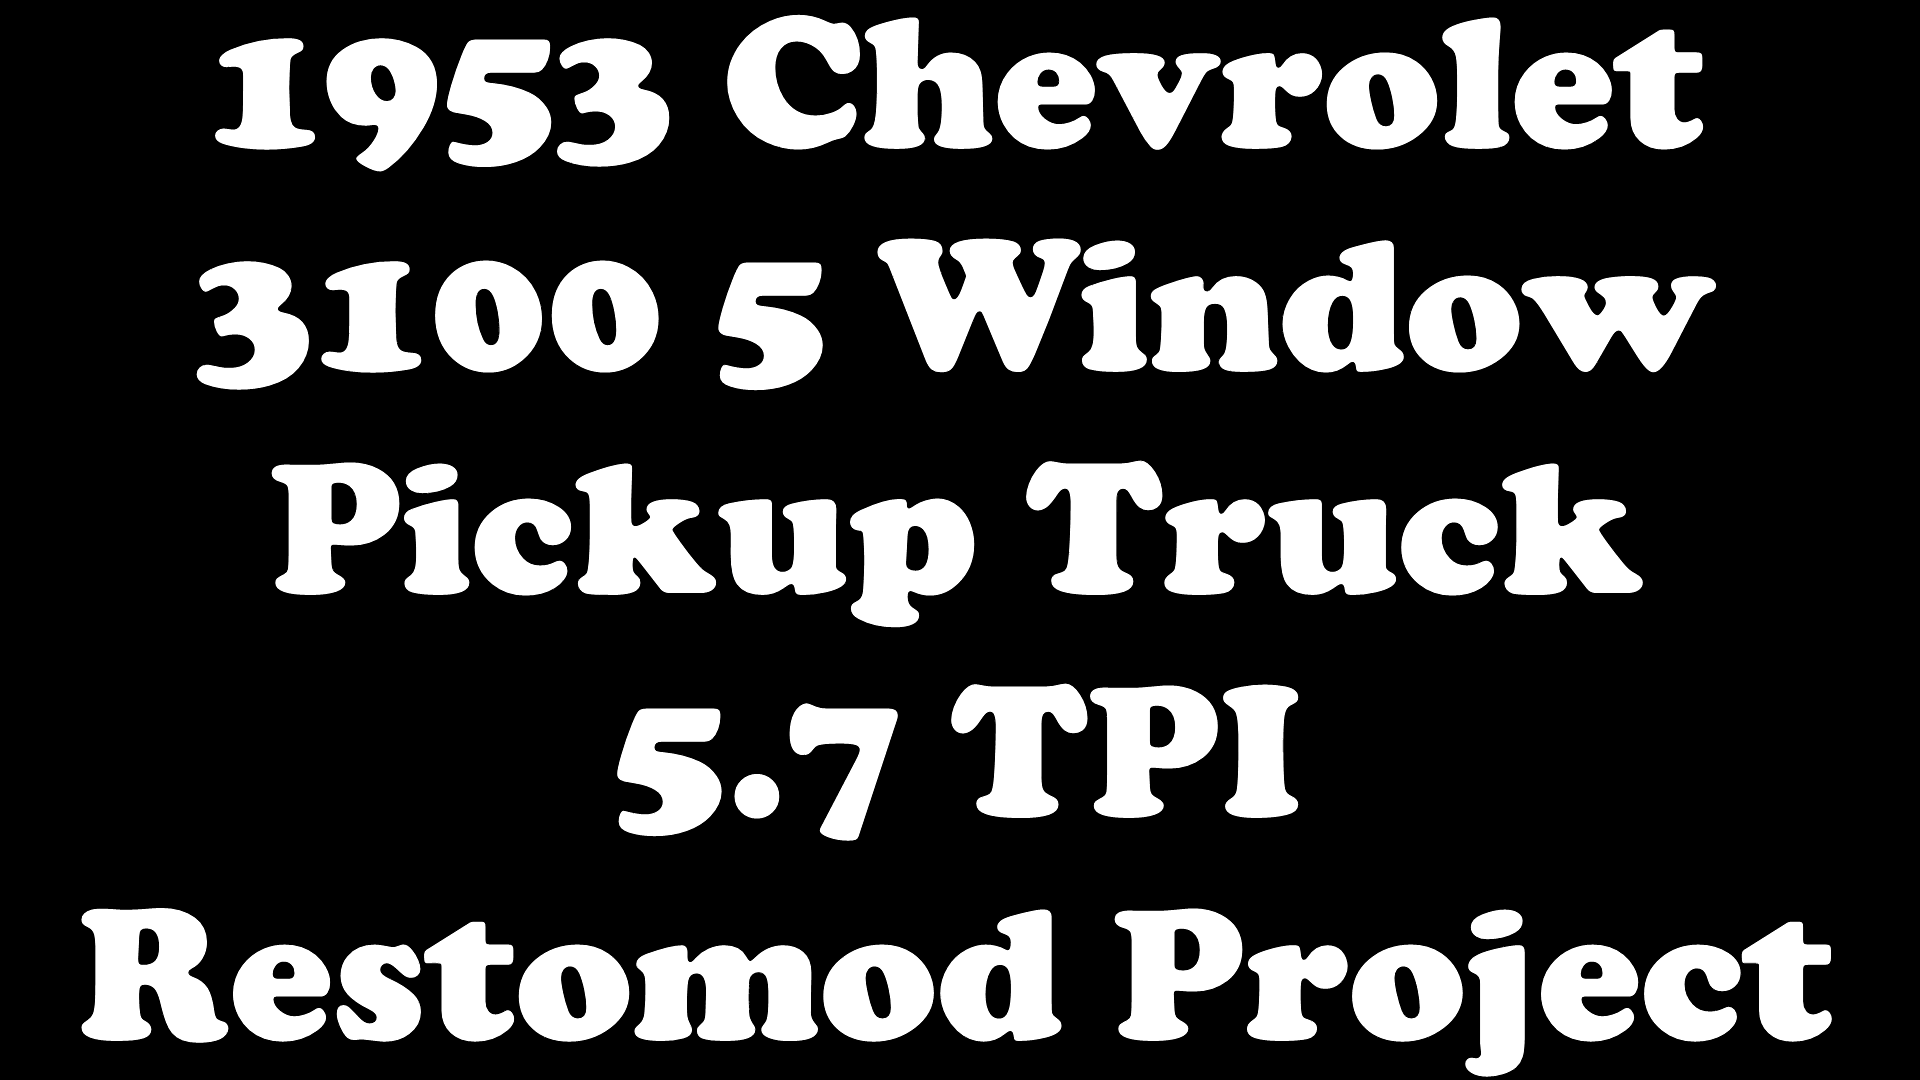 1953 Chevrolet
3100 5 Window
Pickup Truck
5.7 TPI
Restomod Project